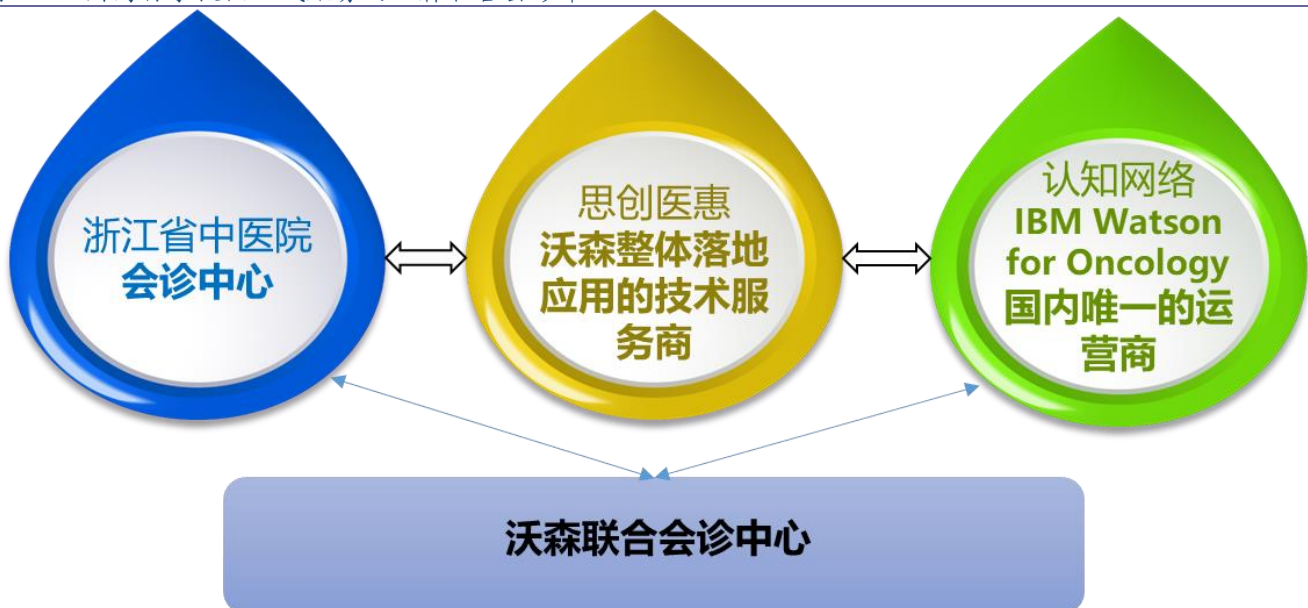 浙江省中医院
会诊中心
思创医惠
沃森整体落地
应用的技术服
务商
认知网络
IBM Watson
for Oncology
国内唯一的运
营商
沃森联合会诊中心